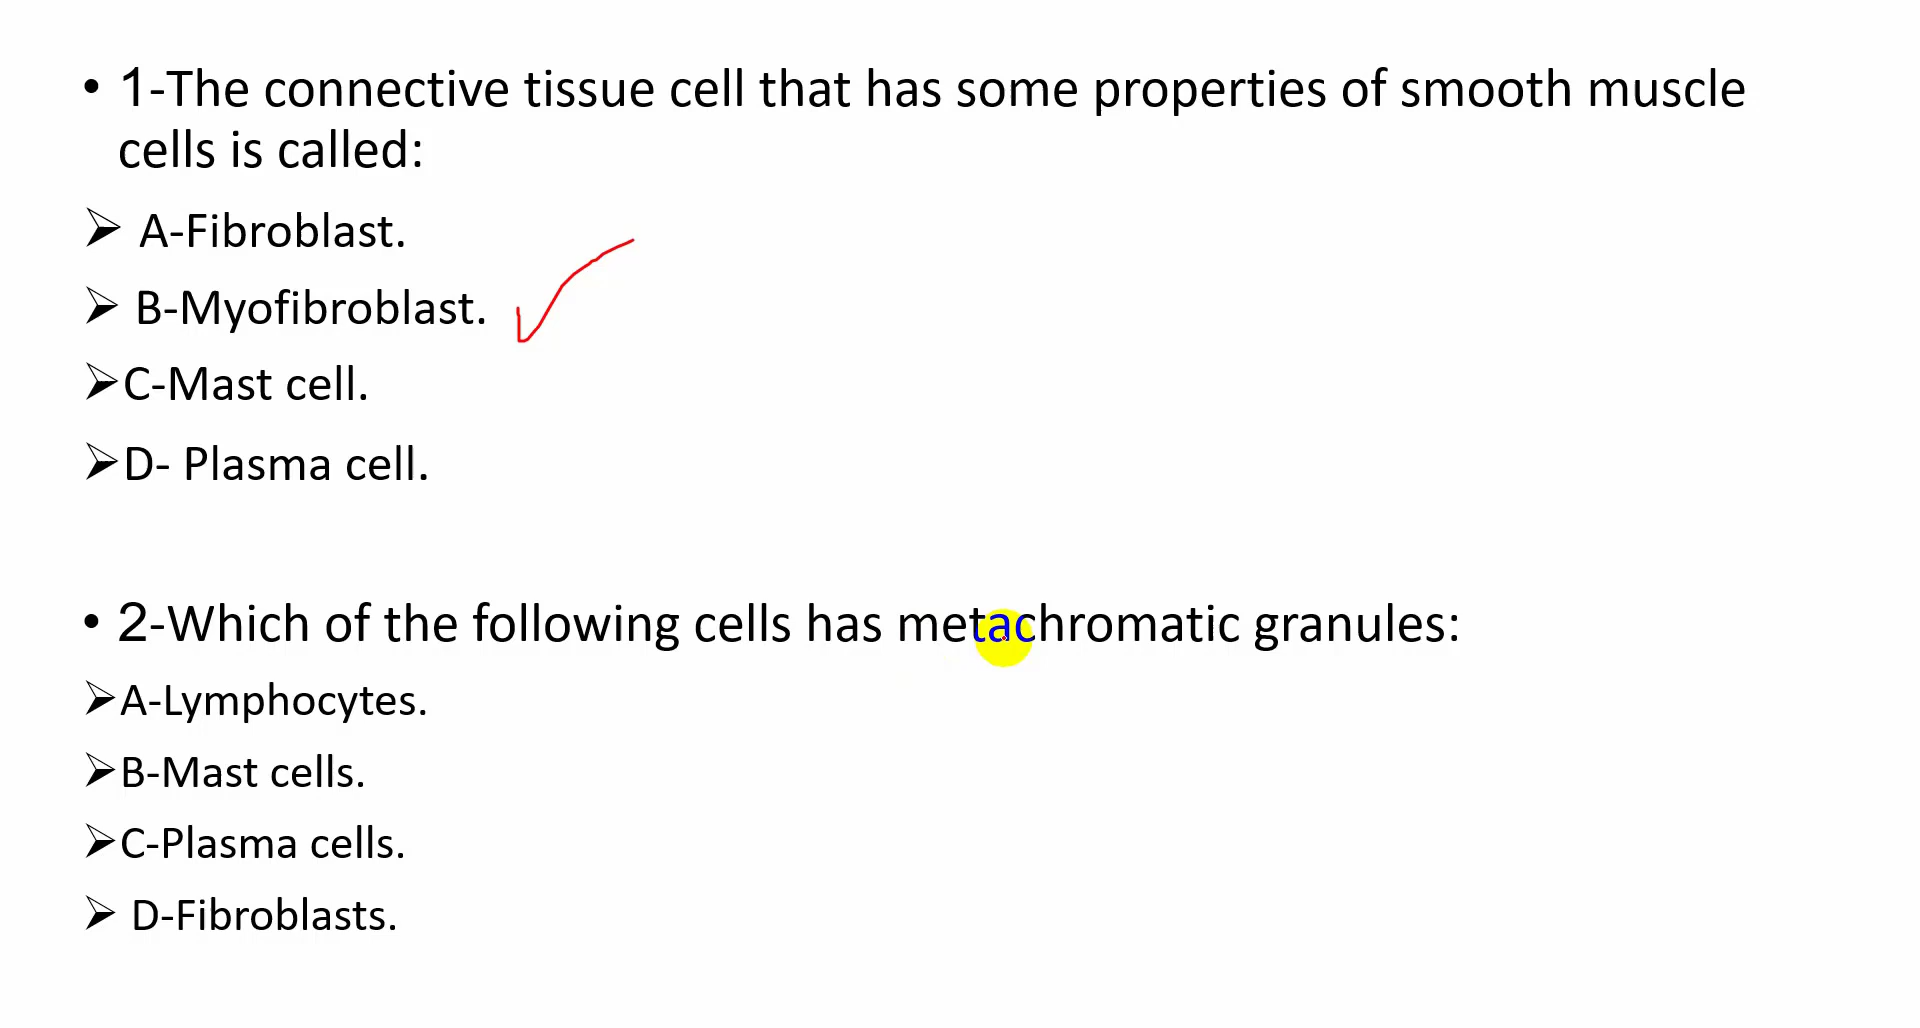 • 1-The connective tissue cell that has some properties of smooth muscle
cells is called:
➢ A-Fibroblast.
➢ B-Myofibroblast.
➢C-Mast cell.
➢D- Plasma cell.
• 2-Which of the following cells has metachromatic granules:
➢A-Lymphocytes.
➢B-Mast cells.
➢C-Plasma cells.
➢ D-Fibroblasts.